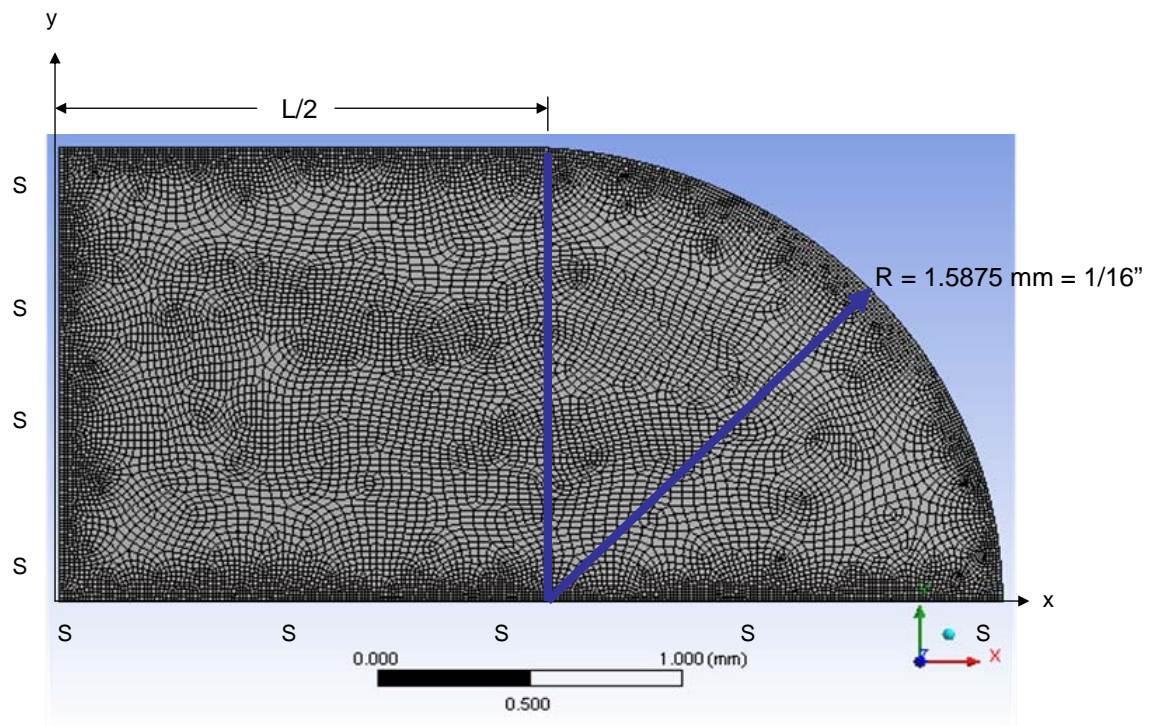 y
L/2
S
R = 1.5875 mm = 1/16”
S
S
S
x
S S S S S
X
0.000 1.000 (mm)
0.500